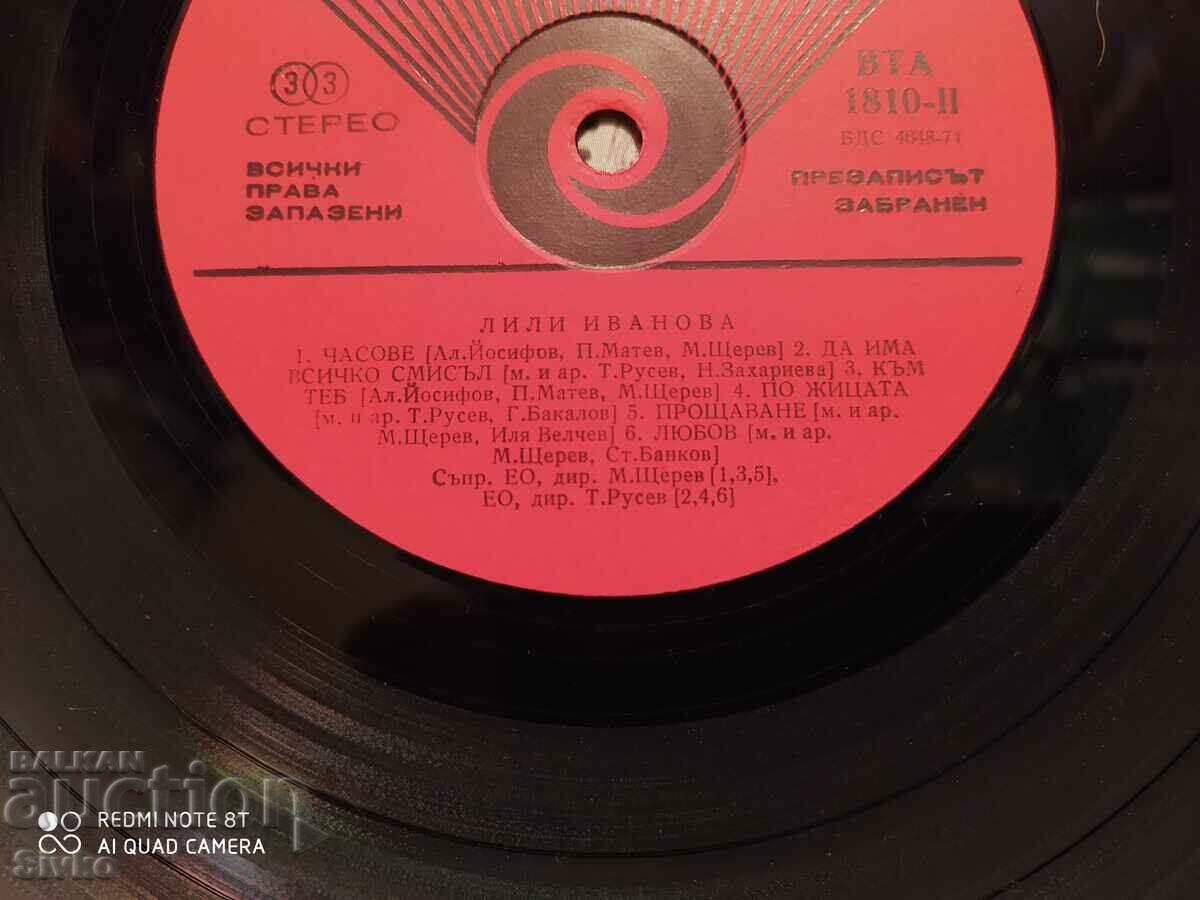 33
СТЕРЕО
ВСИЧКИ
ПРАВА
ЗАПАЗЕНИ
ВТА
1810-II
БДС 4648-71
ПРЕЗАПИСЪТ
ЗАБРАНЕН
ЛИЛИ ИВАНОВА
1. ЧАСОВЕ [Ал.Йосифов, П.Матев, М.Щерев] 2. ДА ИМА
ВСИЧКО СМИСЪЛ [м. и ар. Т.Русев, Н.Захариева] 3. КЪМ
ТЕБ [Ал.Йосифов, П.Матев, М.Щерев] 4. ПО ЖИЦАТА
[м. и ар. Т.Русев, Г.Бакалов] 5. ПРОЩАВАНЕ [м. и ар.
М.Щерев, Иля Велчев] 6. ЛЮБОВ [м. и ар.
М.Щерев, Ст.Банков]
Съпр. ЕО, дир. М.Щерев [1,3,5],
ЕО, дир. Т.Русев [2,4,6]
BALKAN
auction
REDMI NOTE 8T
AI QUAD CAMERA
Sivko